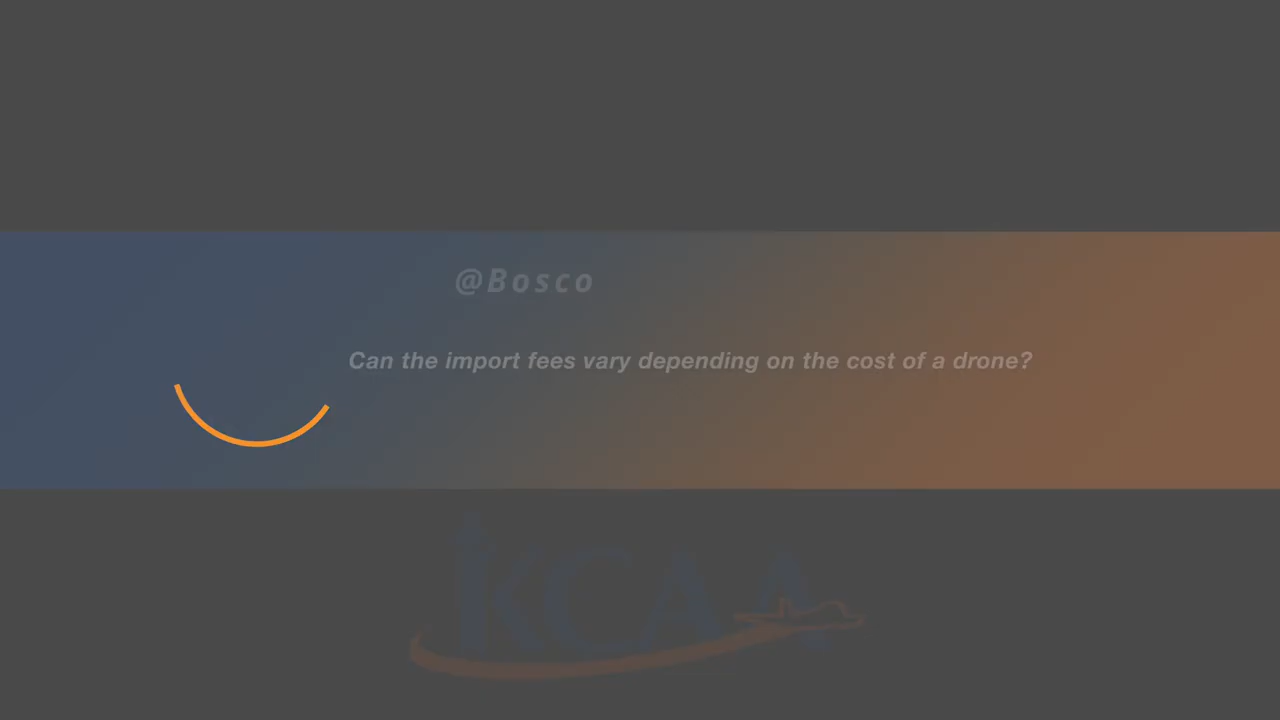 @Bosco
Can the import fees vary depending on the cost of a drone?
KCAA